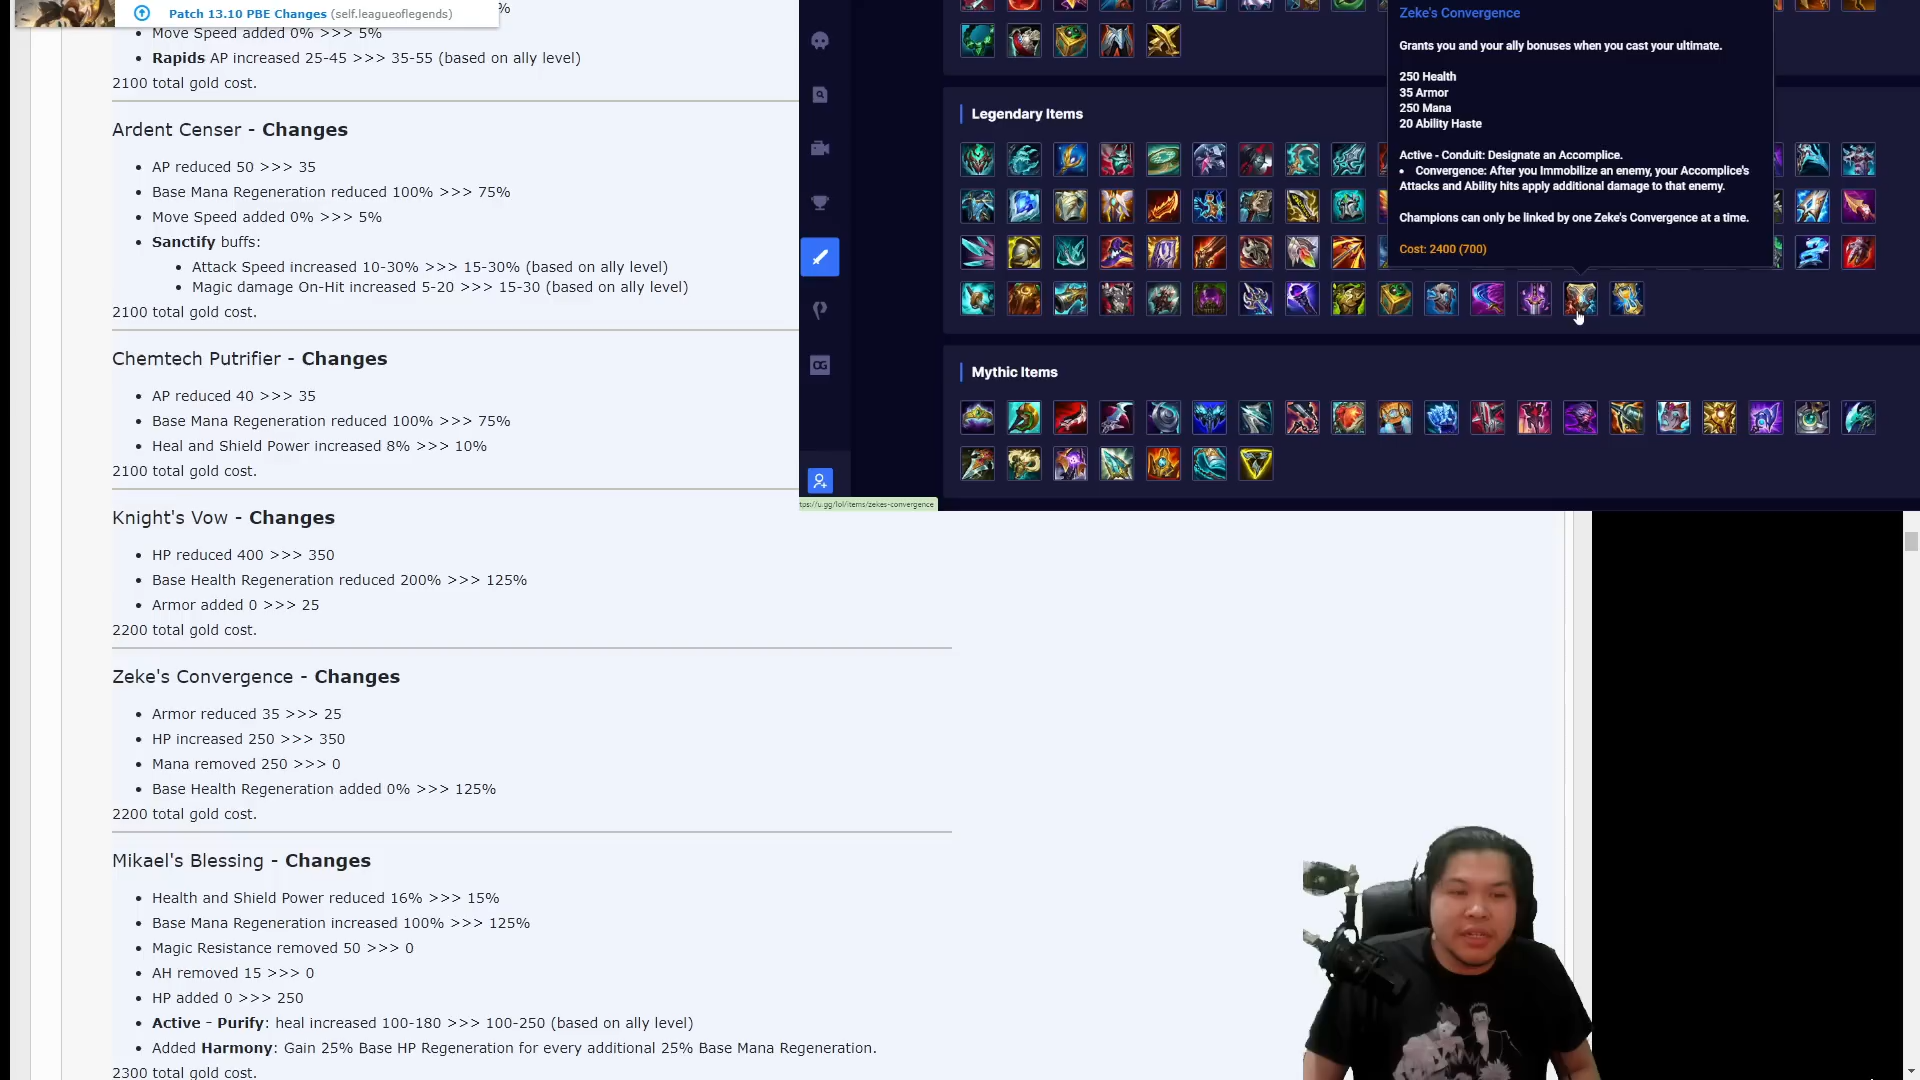 Patch 13.10 PBE Changes (self.leagueoflegends)
%
Move Speed added 0% >>> 5%
Rapids AP increased 25-45 >>> 35-55 (based on ally level)
2100 total gold cost.
Ardent Censer - Changes
AP reduced 50 >>> 35
Base Mana Regeneration reduced 100% >>> 75%
Move Speed added 0% >>> 5%
Sanctify buffs:
Attack Speed increased 10-30% >>> 15-30% (based on ally level)
Magic damage On-Hit increased 5-20 >>> 15-30 (based on ally level)
2100 total gold cost.
Chemtech Putrifier - Changes
AP reduced 40 >>> 35
Base Mana Regeneration reduced 100% >>> 75%
Heal and Shield Power increased 8% >>> 10%
2100 total gold cost.
Knight's Vow - Changes
HP reduced 400 >>> 350
Base Health Regeneration reduced 200% >>> 125%
Armor added 0 >>> 25
2200 total gold cost.
Zeke's Convergence - Changes
Armor reduced 35 >>> 25
HP increased 250 >>> 350
Mana removed 250 >>> 0
Base Health Regeneration added 0% >>> 125%
2200 total gold cost.
Mikael's Blessing - Changes
Health and Shield Power reduced 16% >>> 15%
Base Mana Regeneration increased 100% >>> 125%
Magic Resistance removed 50 >>> 0
AH removed 15 >>> 0
HP added 0 >>> 250
Active - Purify: heal increased 100-180 >>> 100-250 (based on ally level)
Added Harmony: Gain 25% Base HP Regeneration for every additional 25% Base Mana Regeneration.
2300 total gold cost.
OG
tps://u.gg/lol/items/zekes-convergence
Legendary Items
Mythic Items
Zeke's Convergence
Grants you and your ally bonuses when you cast your ultimate.
250 Health
35 Armor
250 Mana
20 Ability Haste
Active - Conduit: Designate an Accomplice.
Convergence: After you Immobilize an enemy, your Accomplice's
Attacks and Ability hits apply additional damage to that enemy.
Champions can only be linked by one Zeke's Convergence at a time.
Cost: 2400 (700)